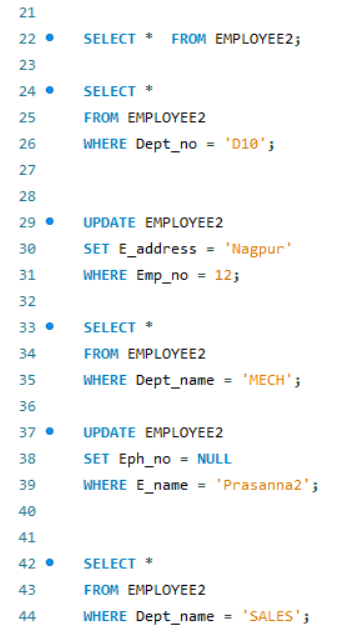 21
22 SELECT *  FROM EMPLOYEE2;
23
24 SELECT *
25 FROM EMPLOYEE2
26 WHERE Dept_no = 'D10';
27
28
29 UPDATE EMPLOYEE2
30 SET E_address = 'Nagpur'
31 WHERE Emp_no = 12;
32
33 SELECT *
34 FROM EMPLOYEE2
35 WHERE Dept_name = 'MECH';
36
37 UPDATE EMPLOYEE2
38 SET Eph_no = NULL
39 WHERE E_name = 'Prasanna2';
40
41
42 SELECT *
43 FROM EMPLOYEE2
44 WHERE Dept_name = 'SALES';